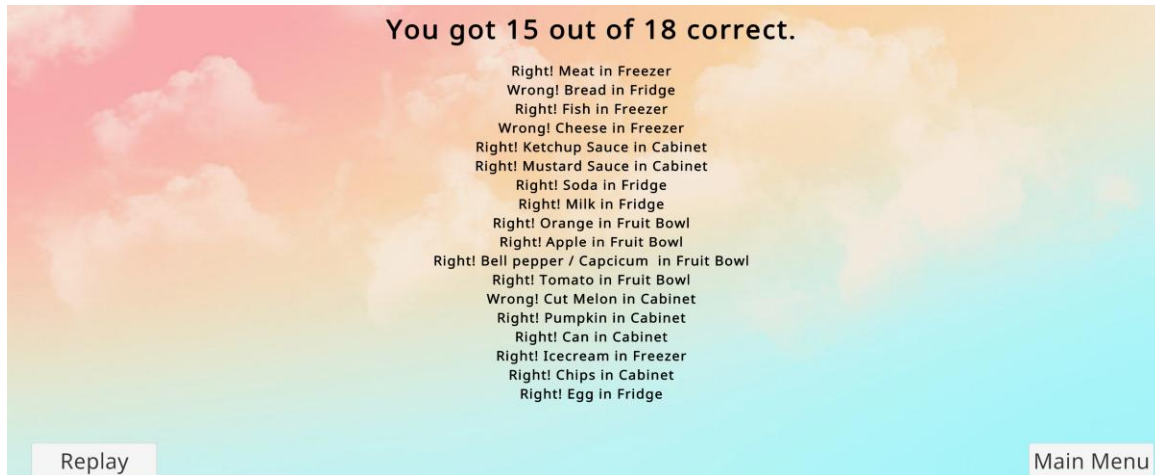 You got 15 out of 18 correct.
Right! Meat in Freezer
Wrong! Bread in Fridge
Right! Fish in Freezer
Wrong! Cheese in Freezer
Right! Ketchup Sauce in Cabinet
Right! Mustard Sauce in Cabinet
Right! Soda in Fridge
Right! Milk in Fridge
Right! Orange in Fruit Bowl
Right! Apple in Fruit Bowl
Right! Bell pepper / Capcicum  in Fruit Bowl
Right! Tomato in Fruit Bowl
Wrong! Cut Melon in Cabinet
Right! Pumpkin in Cabinet
Right! Can in Cabinet
Right! Icecream in Freezer
Right! Chips in Cabinet
Right! Egg in Fridge
Replay
Main Menu